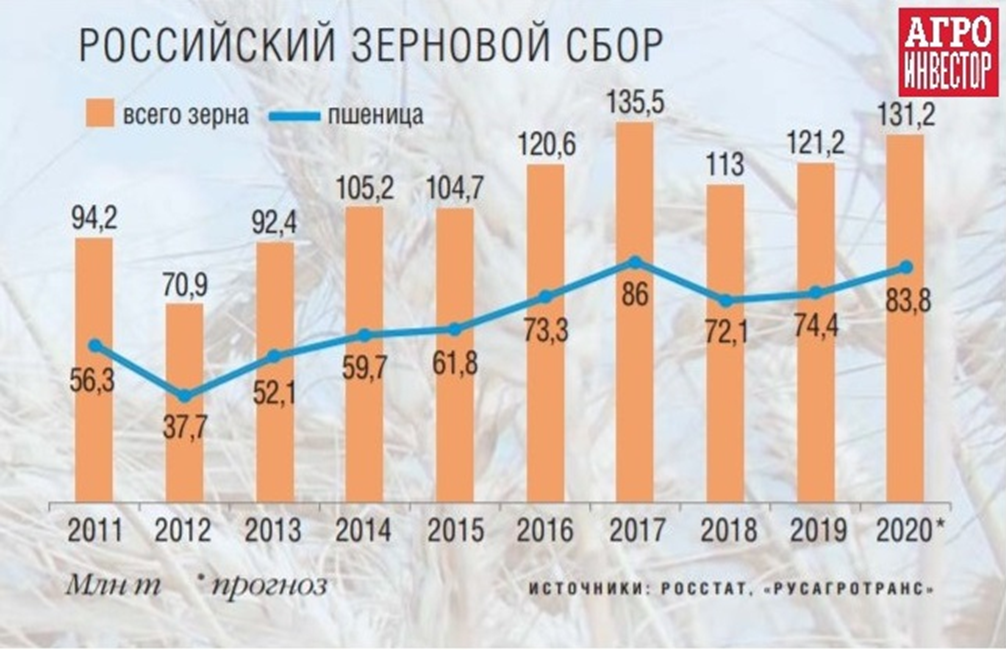 РОССИЙСКИЙ ЗЕРНОВОЙ СБОР
АГРО
ИНВЕСТОР
всего зерна пшеница
94,2 70,9 92,4 105,2 104,7 120,6 135,5 113 121,2 131,2
56,3 37,7 52,1 59,7 61,8 73,3 86 72,1 74,4 83,8
2011 2012 2013 2014 2015 2016 2017 2018 2019 2020*
Млн т * прогноз ИСТОЧНИКИ: РОССТАТ, «РУСАГРОТРАНС»